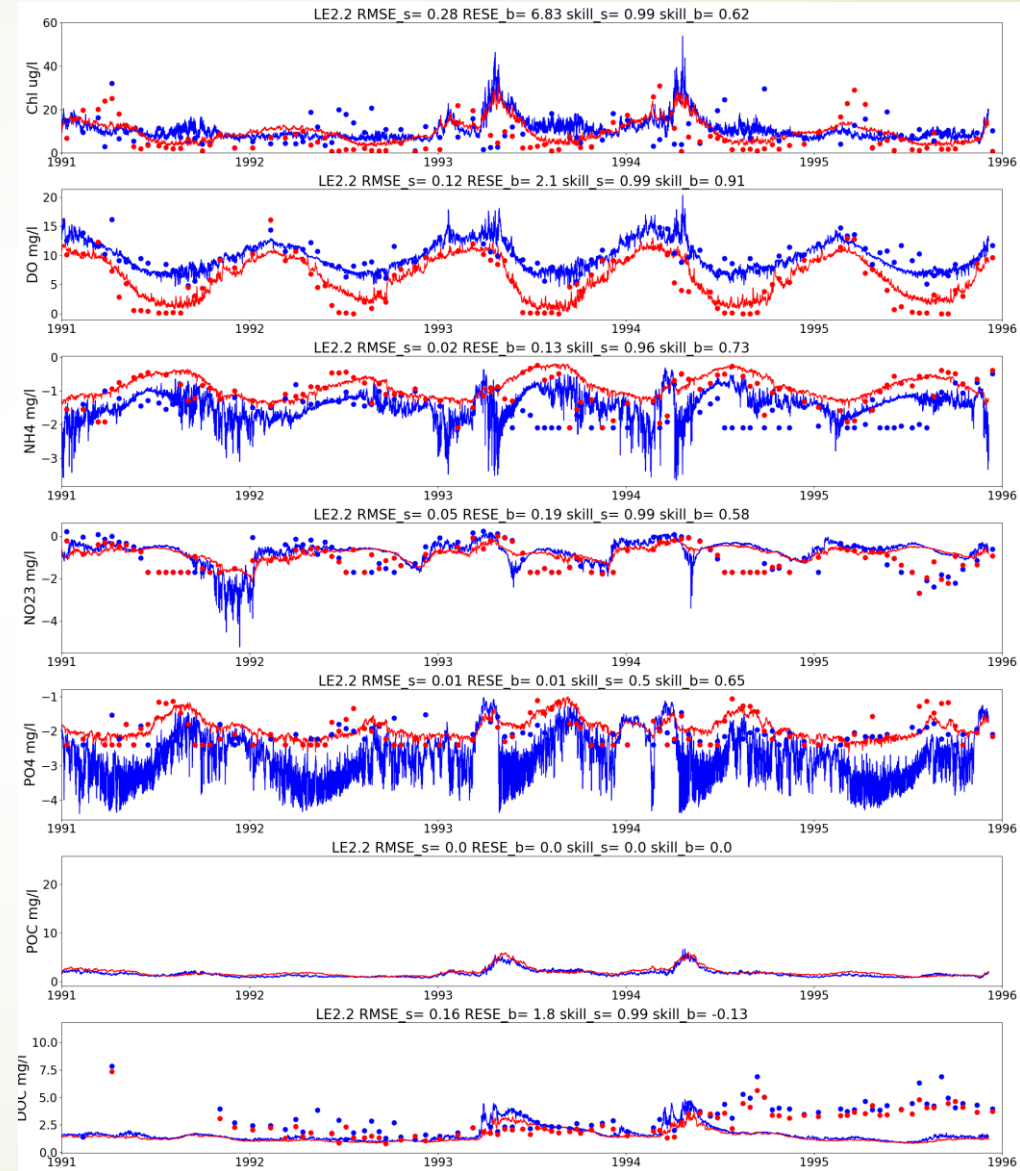 LE2.2 RMSE_s= 0.28 RESE_b= 6.83 skill_s= 0.99 skill_b= 0.62
60
40
20
0
Chl ug/l
1991 1992 1993 1994 1995 1996
LE2.2 RMSE_s= 0.12 RESE_b= 2.1 skill_s= 0.99 skill_b= 0.91
20
15
10
5
0
DO mg/l
1991 1992 1993 1994 1995 1996
LE2.2 RMSE_s= 0.02 RESE_b= 0.13 skill_s= 0.96 skill_b= 0.73
0
−1
−2
−3
NH4 mg/l
1991 1992 1993 1994 1995 1996
LE2.2 RMSE_s= 0.05 RESE_b= 0.19 skill_s= 0.99 skill_b= 0.58
0
−2
−4
NO23 mg/l
1991 1992 1993 1994 1995 1996
LE2.2 RMSE_s= 0.01 RESE_b= 0.01 skill_s= 0.5 skill_b= 0.65
−1
−2
−3
−4
PO4 mg/l
1991 1992 1993 1994 1995 1996
LE2.2 RMSE_s= 0.0 RESE_b= 0.0 skill_s= 0.0 skill_b= 0.0
20
10
0
POC mg/l
1991 1992 1993 1994 1995 1996
LE2.2 RMSE_s= 0.16 RESE_b= 1.8 skill_s= 0.99 skill_b= -0.13
10.0
7.5
5.0
2.5
0.0
DOC mg/l
1991 1992 1993 1994 1995 1996